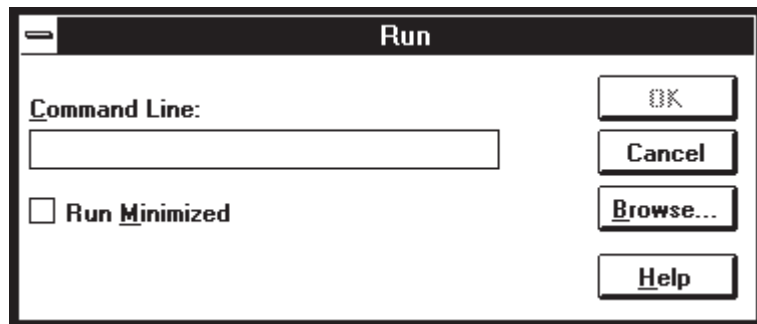 Run
Command Line:
OK
Cancel
Run Minimized
Browse...
Help